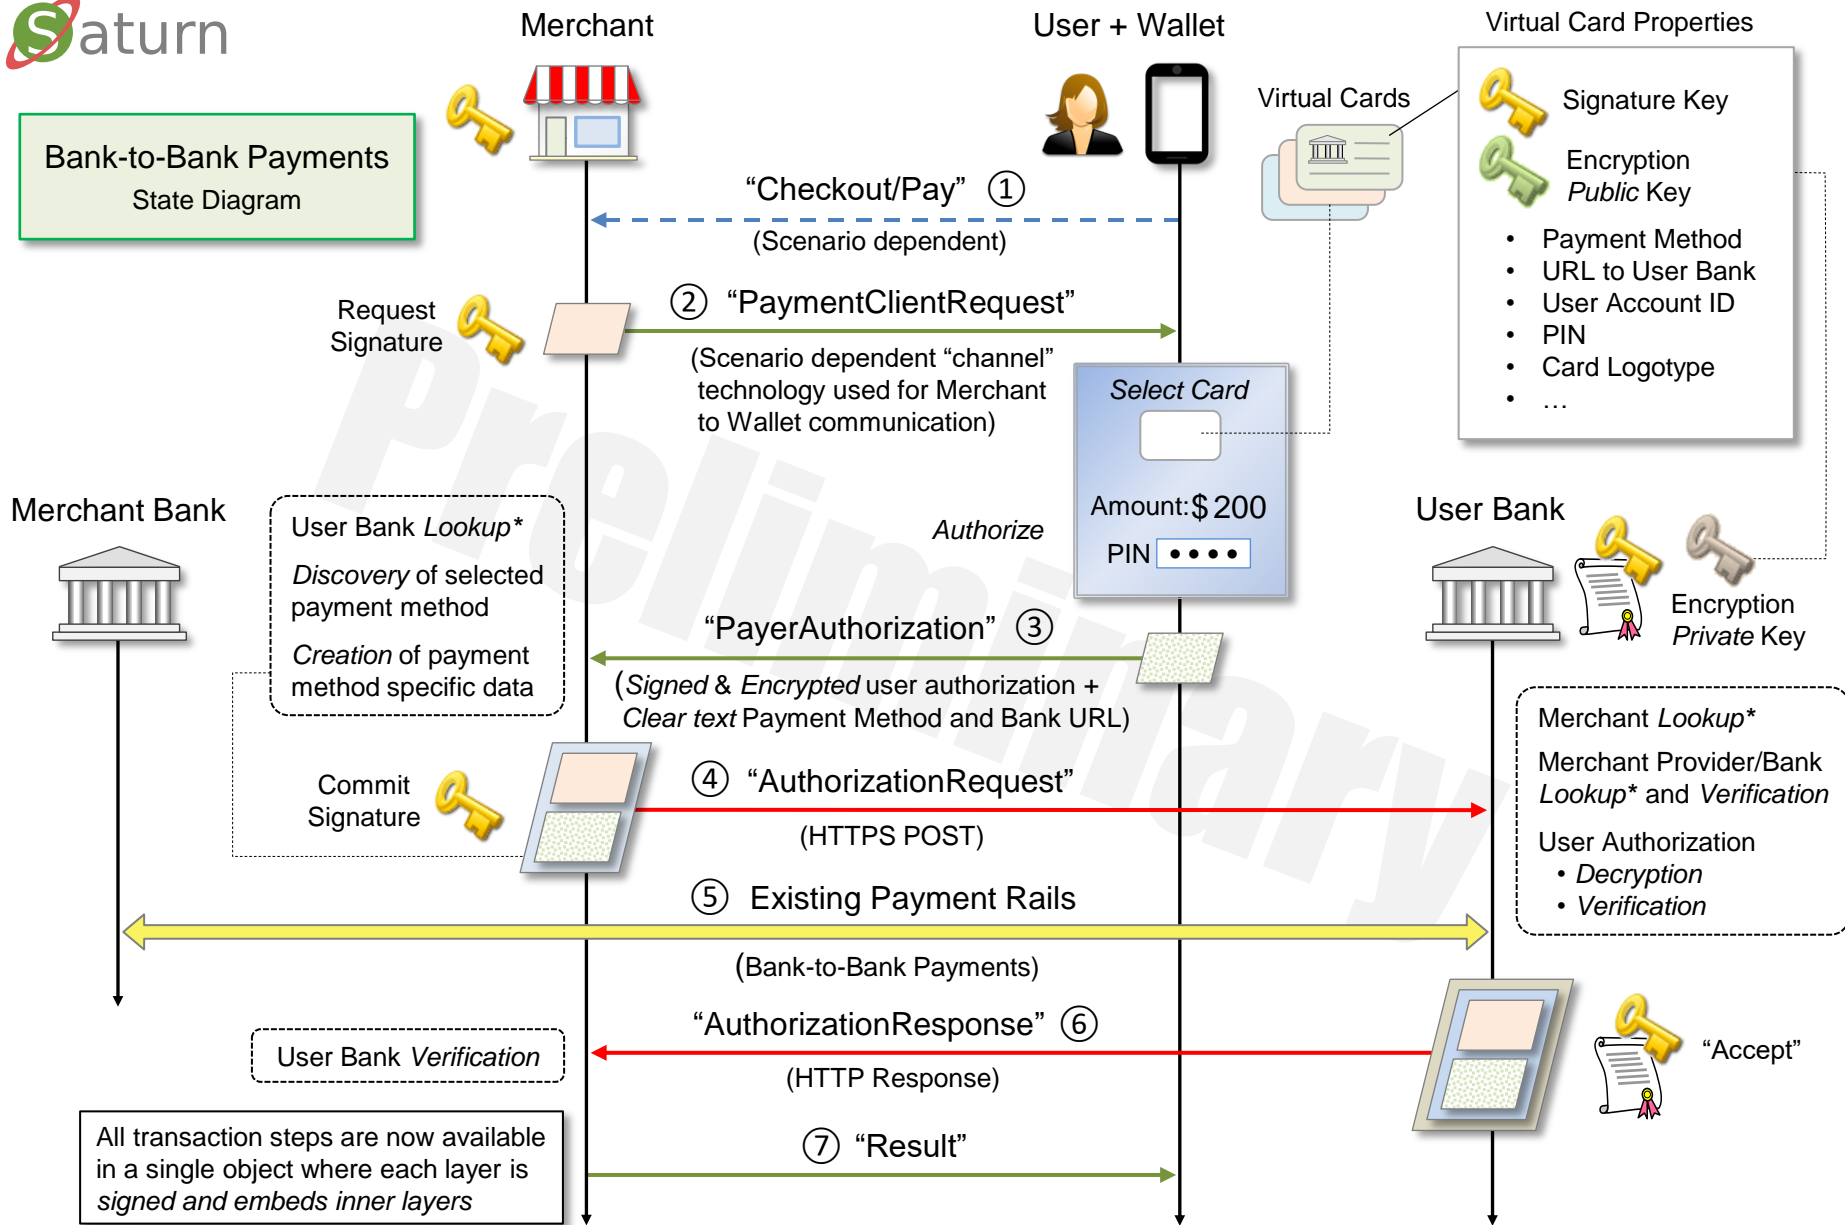 Saturn
Merchant
User + Wallet
Virtual Card Properties
Bank-to-Bank Payments
State Diagram
Virtual Cards
Signature Key
Encryption
Public Key
• Payment Method
• URL to User Bank
• User Account ID
• PIN
• Card Logotype
• …
“Checkout/Pay” ①
(Scenario dependent)
Request
Signature
② “PaymentClientRequest”
(Scenario dependent “channel”
technology used for Merchant
to Wallet communication)
Select Card
Amount: $ 200
PIN ••••
Authorize
Preliminary
Merchant Bank
User Bank Lookup*
Discovery of selected
payment method
Creation of payment
method specific data
User Bank
Encryption
Private Key
“PayerAuthorization” ③
(Signed & Encrypted user authorization +
Clear text Payment Method and Bank URL)
Merchant Lookup*
Merchant Provider/Bank
Lookup* and Verification
User Authorization
• Decryption
• Verification
Commit
Signature
④ “AuthorizationRequest”
(HTTPS POST)
⑤ Existing Payment Rails
(Bank-to-Bank Payments)
“AuthorizationResponse” ⑥
(HTTP Response)
User Bank Verification
“Accept”
All transaction steps are now available
in a single object where each layer is
signed and embeds inner layers
⑦ “Result”